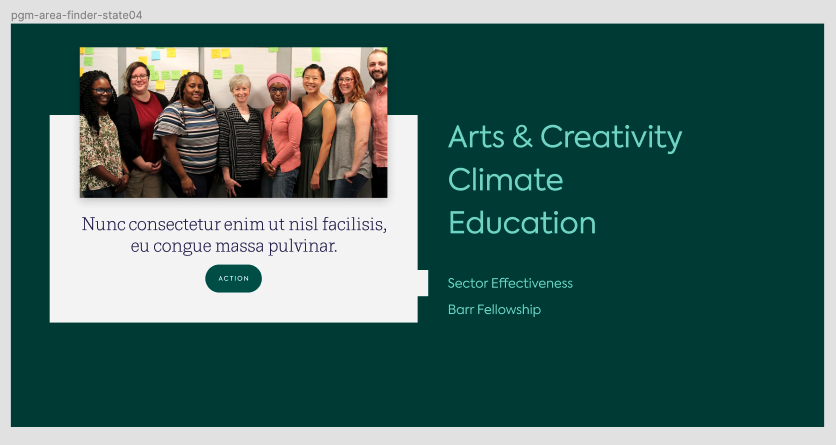 pgm-area-finder-state04
Nunc consectetur enim ut nisl facilisis,
eu congue massa pulvinar.
ACTION
Arts & Creativity
Climate
Education
Sector Effectiveness
Barr Fellowship